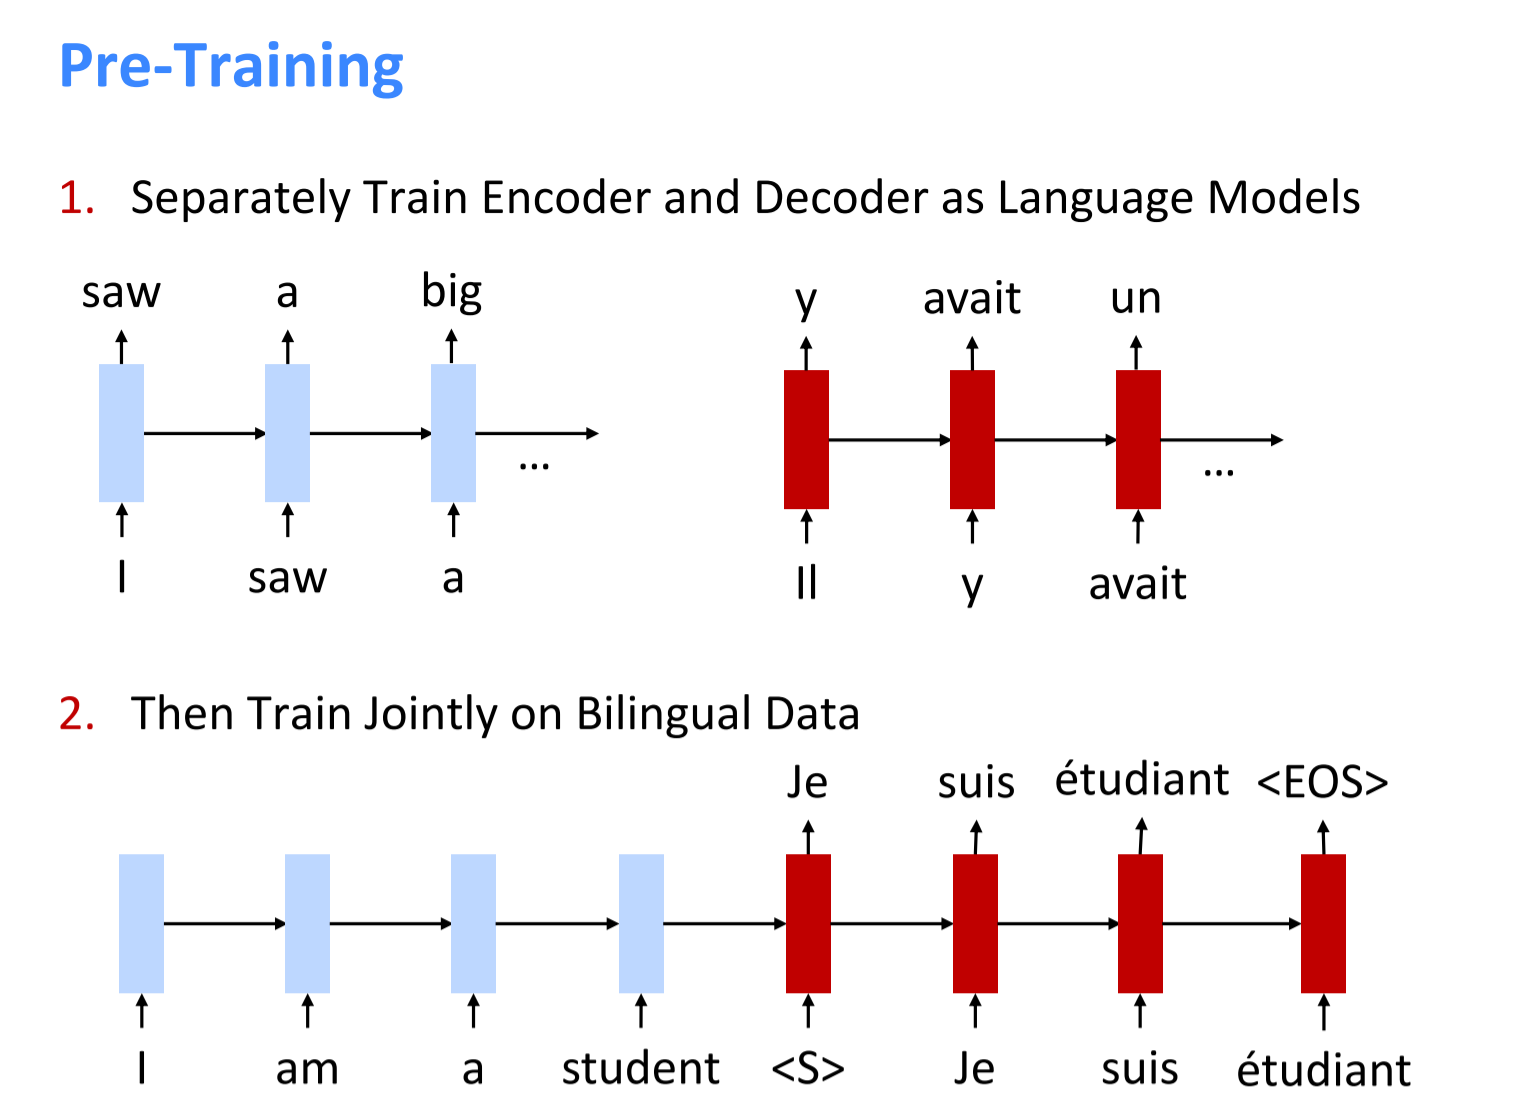 Pre-Training
1. Separately Train Encoder and Decoder as Language Models
saw a big
y avait un
...
...
I saw a
Il y avait
2. Then Train Jointly on Bilingual Data
Je suis étudiant <EOS>
I am a student <S> Je suis étudiant